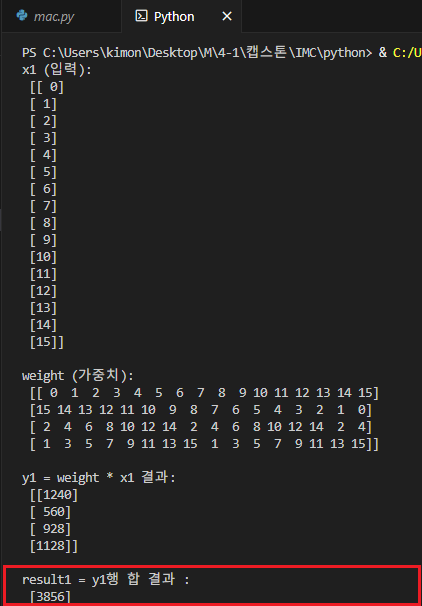 mac.py
Python
PS C:\Users\kimon\Desktop\M\4-1\캡스톤\IMC\python> & C:/U
x1 (입력):
[[ 0]
[ 1]
[ 2]
[ 3]
[ 4]
[ 5]
[ 6]
[ 7]
[ 8]
[ 9]
[10]
[11]
[12]
[13]
[14]
[15]]
weight (가중치):
[[ 0 1 2 3 4 5 6 7 8 9 10 11 12 13 14 15]
[15 14 13 12 11 10 9 8 7 6 5 4 3 2 1 0]
[ 2 4 6 8 10 12 14 2 4 6 8 10 12 14 2 4]
[ 1 3 5 7 9 11 13 15 1 3 5 7 9 11 13 15]]
y1 = weight * x1 결과:
[[1240]
[ 560]
[ 928]
[1128]]
result1 = y1행 합 결과 :
[3856]